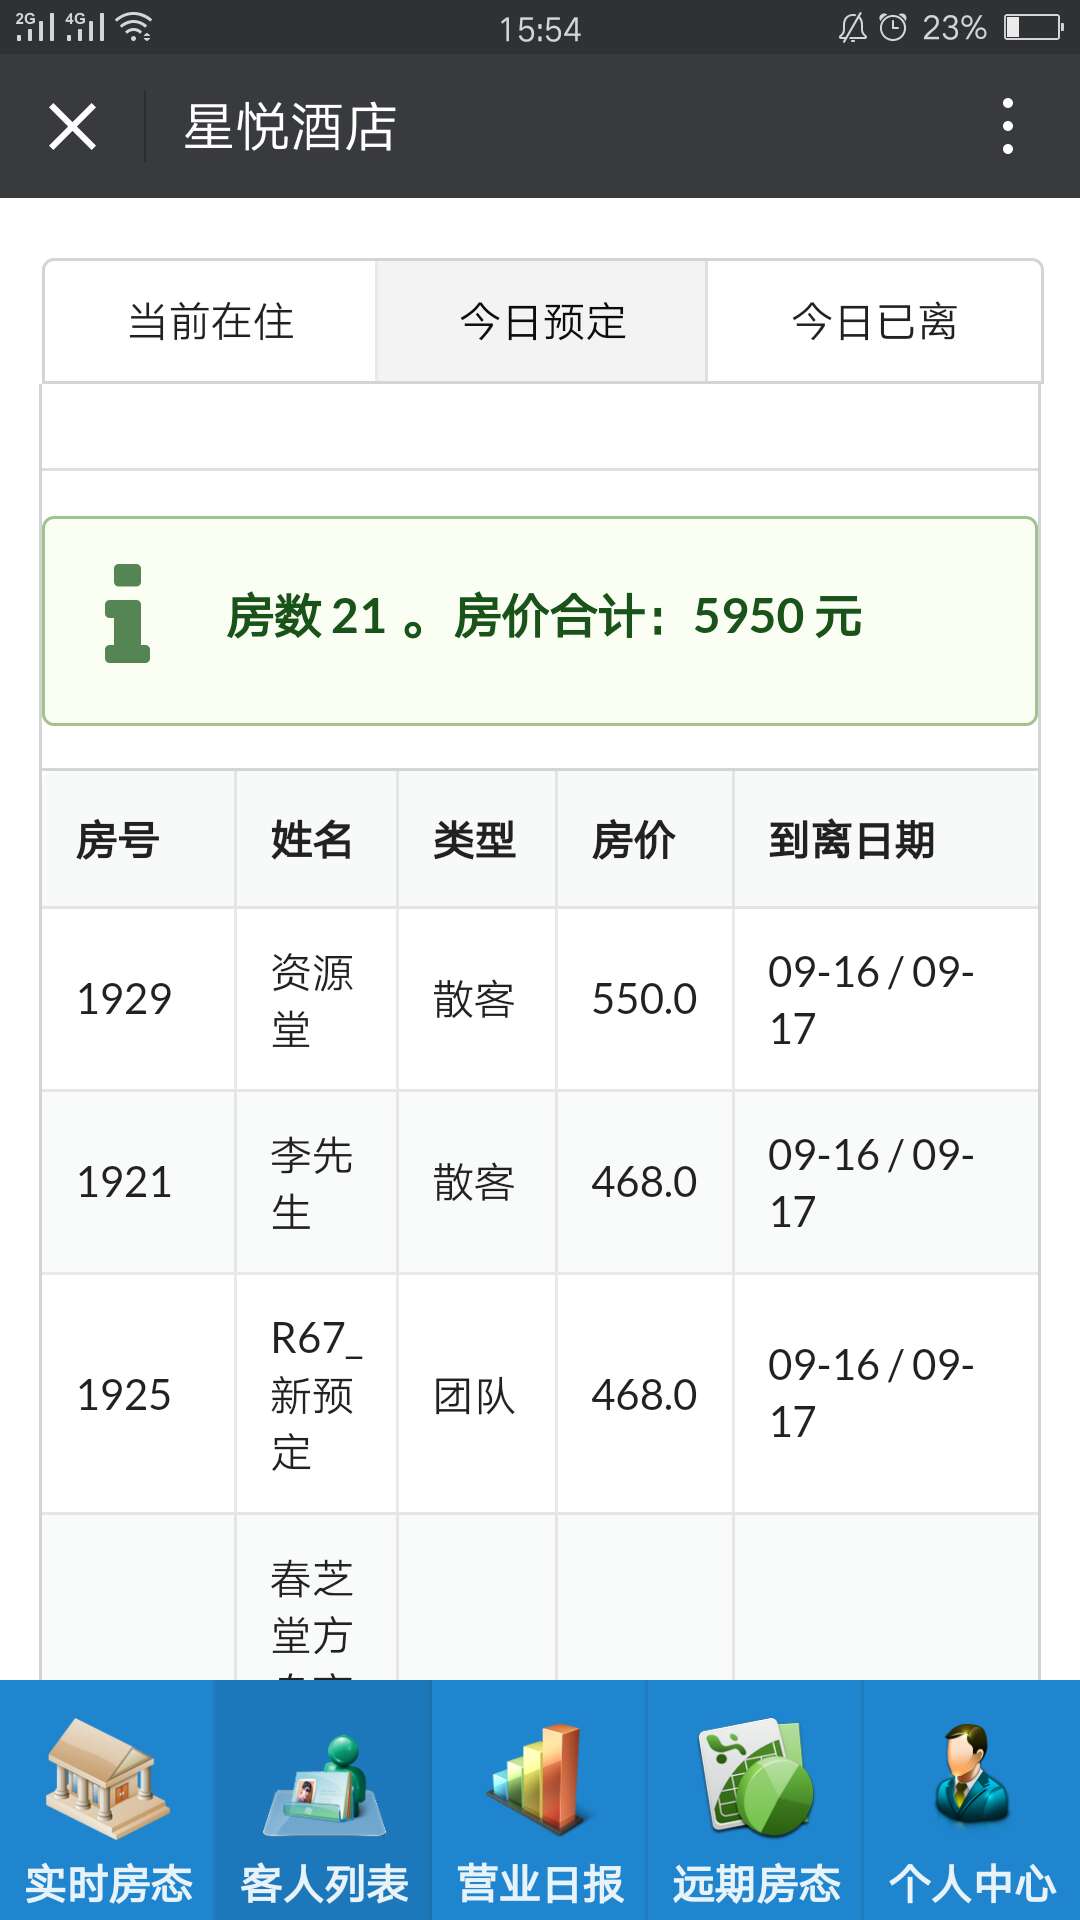 2G 4G 15:54 23%
星悦酒店
当前在住 今日预定 今日已离
房数 21 。房价合计：5950 元
房号 姓名 类型 房价 到离日期
1929 资源堂 散客 550.0 09-16 / 09-17
1921 李先生 散客 468.0 09-16 / 09-17
1925 R67_新预定 团队 468.0 09-16 / 09-17
春芝
堂方
实时房态 客人列表 营业日报 远期房态 个人中心